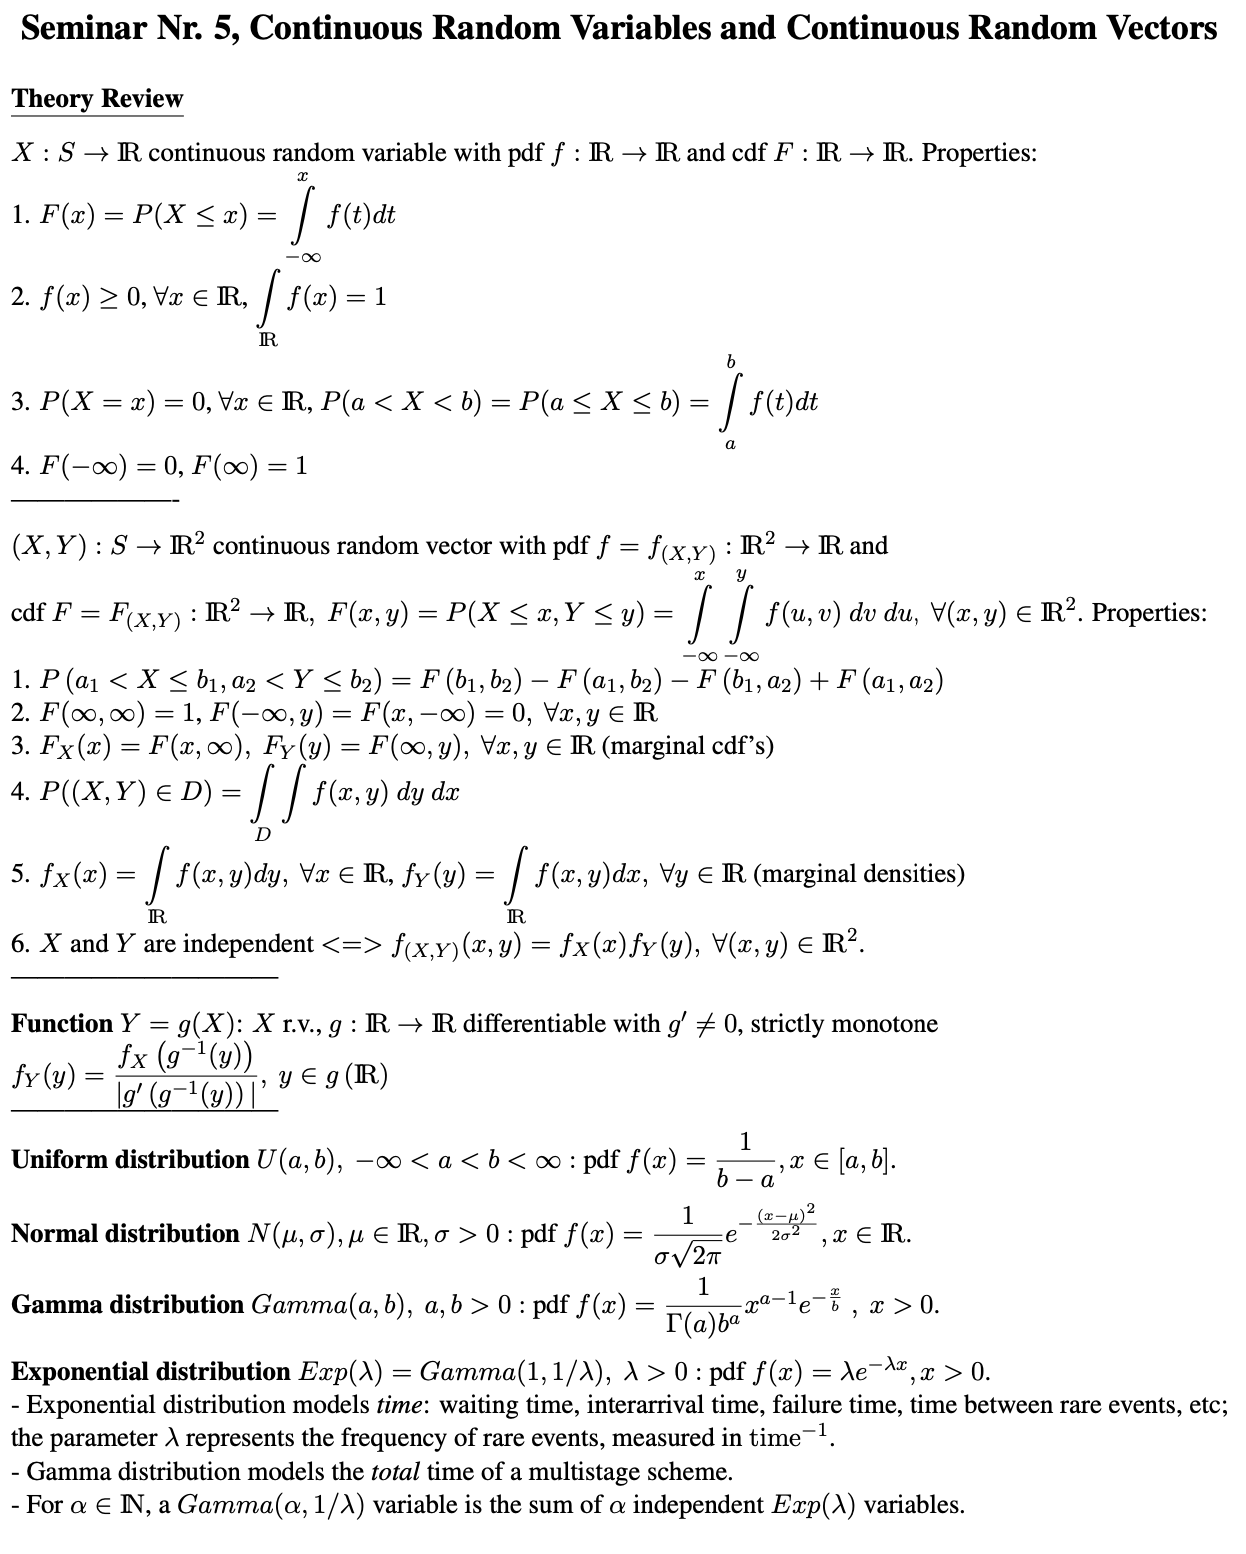 Seminar Nr. 5, Continuous Random Variables and Continuous Random Vectors
Theory Review
X : S → ℝ continuous random variable with pdf f : ℝ → ℝ and cdf F : ℝ → ℝ. Properties:
1. F(x) = P(X ≤ x) = ∫_{−∞}^{x} f(t)dt
2. f(x) ≥ 0, ∀x ∈ ℝ, ∫_{ℝ} f(x) = 1
3. P(X = x) = 0, ∀x ∈ ℝ, P(a < X < b) = P(a ≤ X ≤ b) = ∫_{a}^{b} f(t)dt
4. F(−∞) = 0, F(∞) = 1
(X, Y) : S → ℝ² continuous random vector with pdf f = f_{(X,Y)} : ℝ² → ℝ and
cdf F = F_{(X,Y)} : ℝ² → ℝ, F(x, y) = P(X ≤ x, Y ≤ y) = ∫_{−∞}^{x} ∫_{−∞}^{y} f(u, v) dv du, ∀(x, y) ∈ ℝ². Properties:
1. P (a₁ < X ≤ b₁, a₂ < Y ≤ b₂) = F (b₁, b₂) − F (a₁, b₂) − F (b₁, a₂) + F (a₁, a₂)
2. F(∞, ∞) = 1, F(−∞, y) = F(x, −∞) = 0, ∀x, y ∈ ℝ
3. F_X(x) = F(x, ∞), F_Y(y) = F(∞, y), ∀x, y ∈ ℝ (marginal cdf's)
4. P((X, Y) ∈ D) = ∫∫_{D} f(x, y) dy dx
5. f_X(x) = ∫_{ℝ} f(x, y)dy, ∀x ∈ ℝ, f_Y(y) = ∫_{ℝ} f(x, y)dx, ∀y ∈ ℝ (marginal densities)
6. X and Y are independent <=> f_{(X,Y)}(x, y) = f_X(x)f_Y(y), ∀(x, y) ∈ ℝ².
Function Y = g(X): X r.v., g : ℝ → ℝ differentiable with g′ ≠ 0, strictly monotone
f_Y(y) = f_X (g⁻¹(y)) / |g′ (g⁻¹(y)) |, y ∈ g (ℝ)
Uniform distribution U(a, b), −∞ < a < b < ∞ : pdf f(x) = 1/(b − a), x ∈ [a, b].
Normal distribution N(μ, σ), μ ∈ ℝ, σ > 0 : pdf f(x) = 1/(σ√(2π)) e^{−(x−μ)²/(2σ²)}, x ∈ ℝ.
Gamma distribution Gamma(a, b), a, b > 0 : pdf f(x) = 1/(Γ(a)b^a) x^{a−1}e^{−x/b}, x > 0.
Exponential distribution Exp(λ) = Gamma(1, 1/λ), λ > 0 : pdf f(x) = λe^{−λx}, x > 0.
- Exponential distribution models time: waiting time, interarrival time, failure time, time between rare events, etc;
the parameter λ represents the frequency of rare events, measured in time⁻¹.
- Gamma distribution models the total time of a multistage scheme.
- For α ∈ ℕ, a Gamma(α, 1/λ) variable is the sum of α independent Exp(λ) variables.